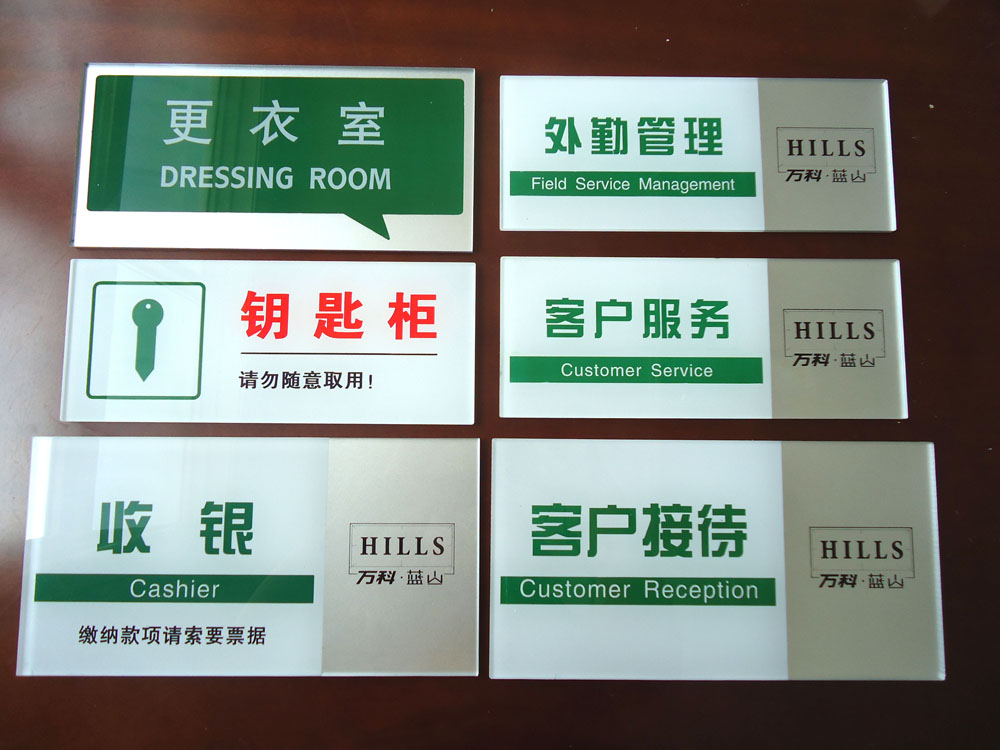 更衣室
DRESSING ROOM
外勤管理
Field Service Management
HILLS
万科·蓝山
钥匙柜
请勿随意取用!
客户服务
Customer Service
HILLS
万科·蓝山
收银
Cashier
缴纳款项请索要票据
HILLS
万科·蓝山
客户接待
Customer Reception
HILLS
万科·蓝山